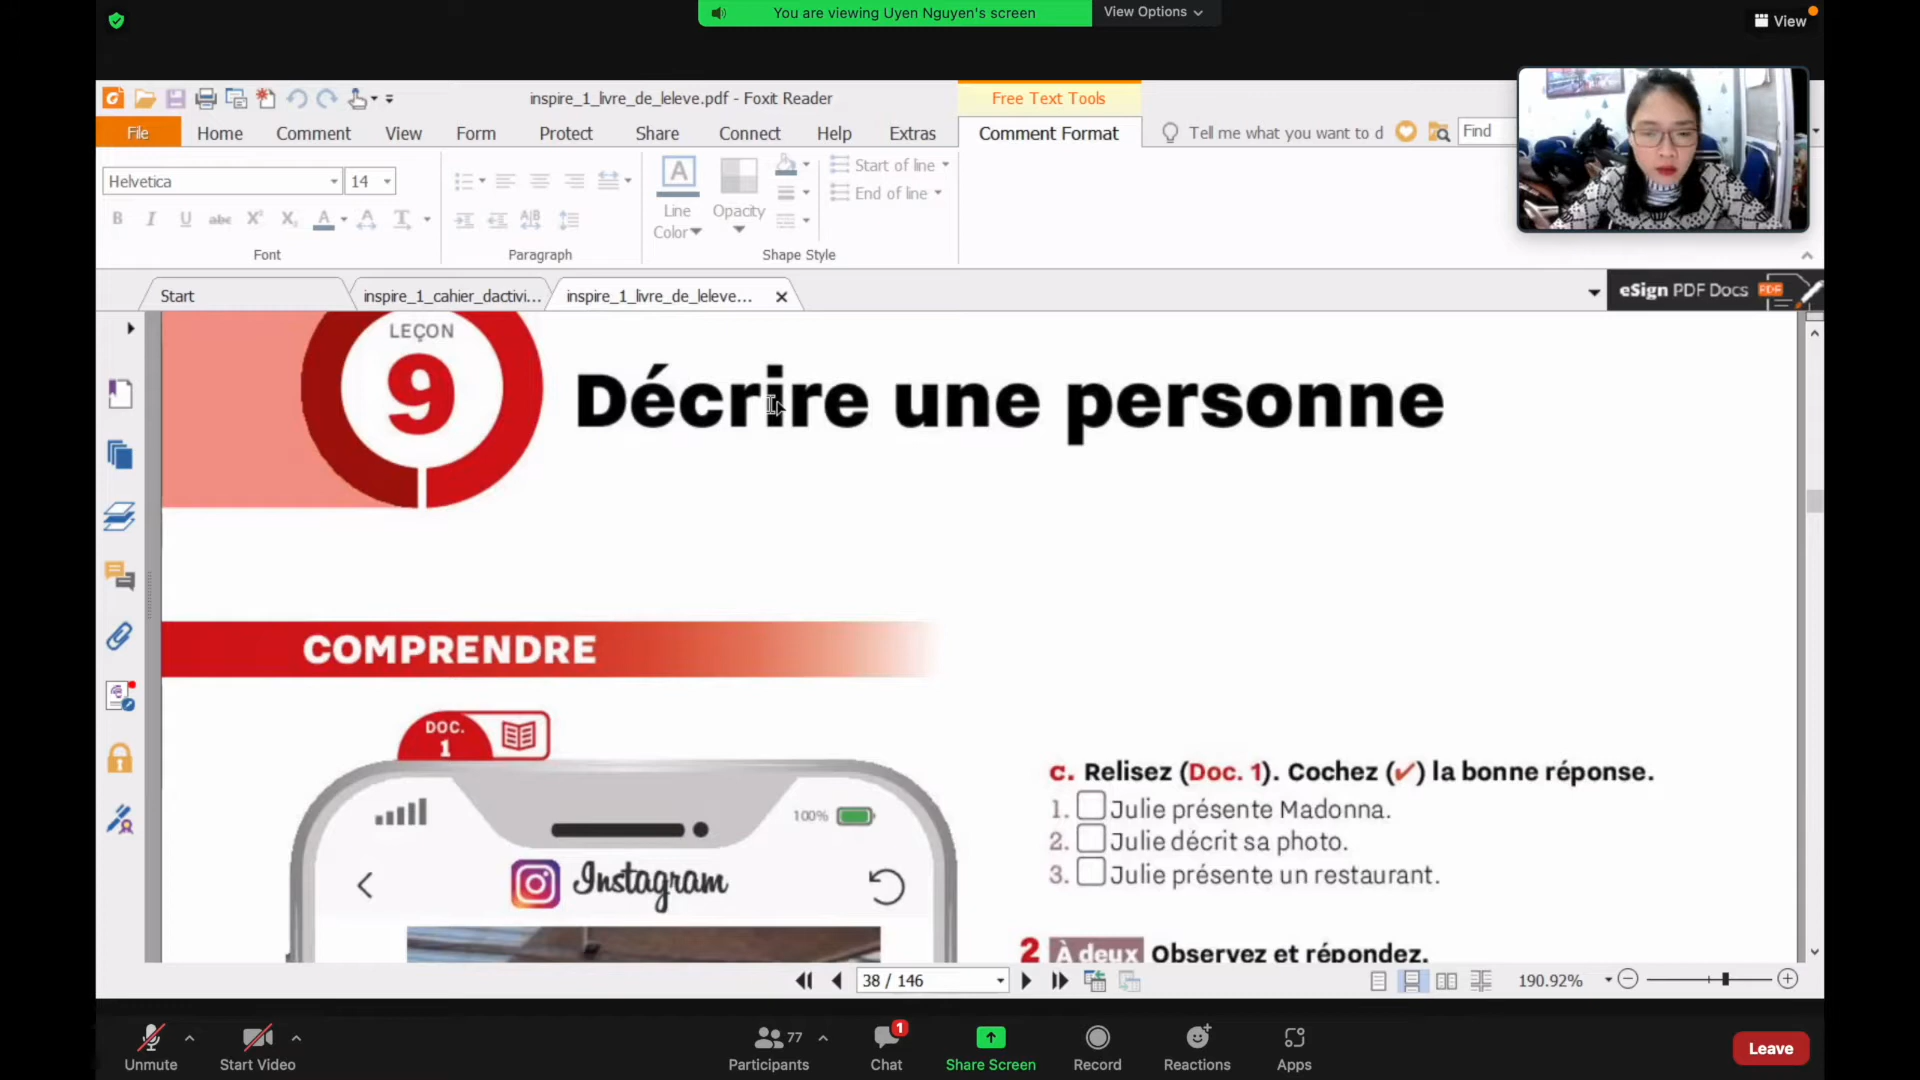 You are viewing Uyen Nguyen's screen
View Options
View
inspire_1_livre_de_leleve.pdf - Foxit Reader
Free Text Tools
File
Home
Comment
View
Form
Protect
Share
Connect
Help
Extras
Comment Format
Tell me what you want to d
Find
Helvetica
14
Line Color
Opacity
Start of line
End of line
Font
Paragraph
Shape Style
Start
inspire_1_cahier_dactivi...
inspire_1_livre_de_leleve...
eSign PDF Docs
PDF
LEÇON
9
Décrire une personne
COMPRENDRE
DOC.
1
100%
Instagram
c. Relisez (Doc. 1). Cochez (✓) la bonne réponse.
1. Julie présente Madonna.
2. Julie décrit sa photo.
3. Julie présente un restaurant.
2 À deux Observez et répondez.
38 / 146
190.92%
Unmute
Start Video
77
Participants
1
Chat
Share Screen
Record
Reactions
Apps
Leave